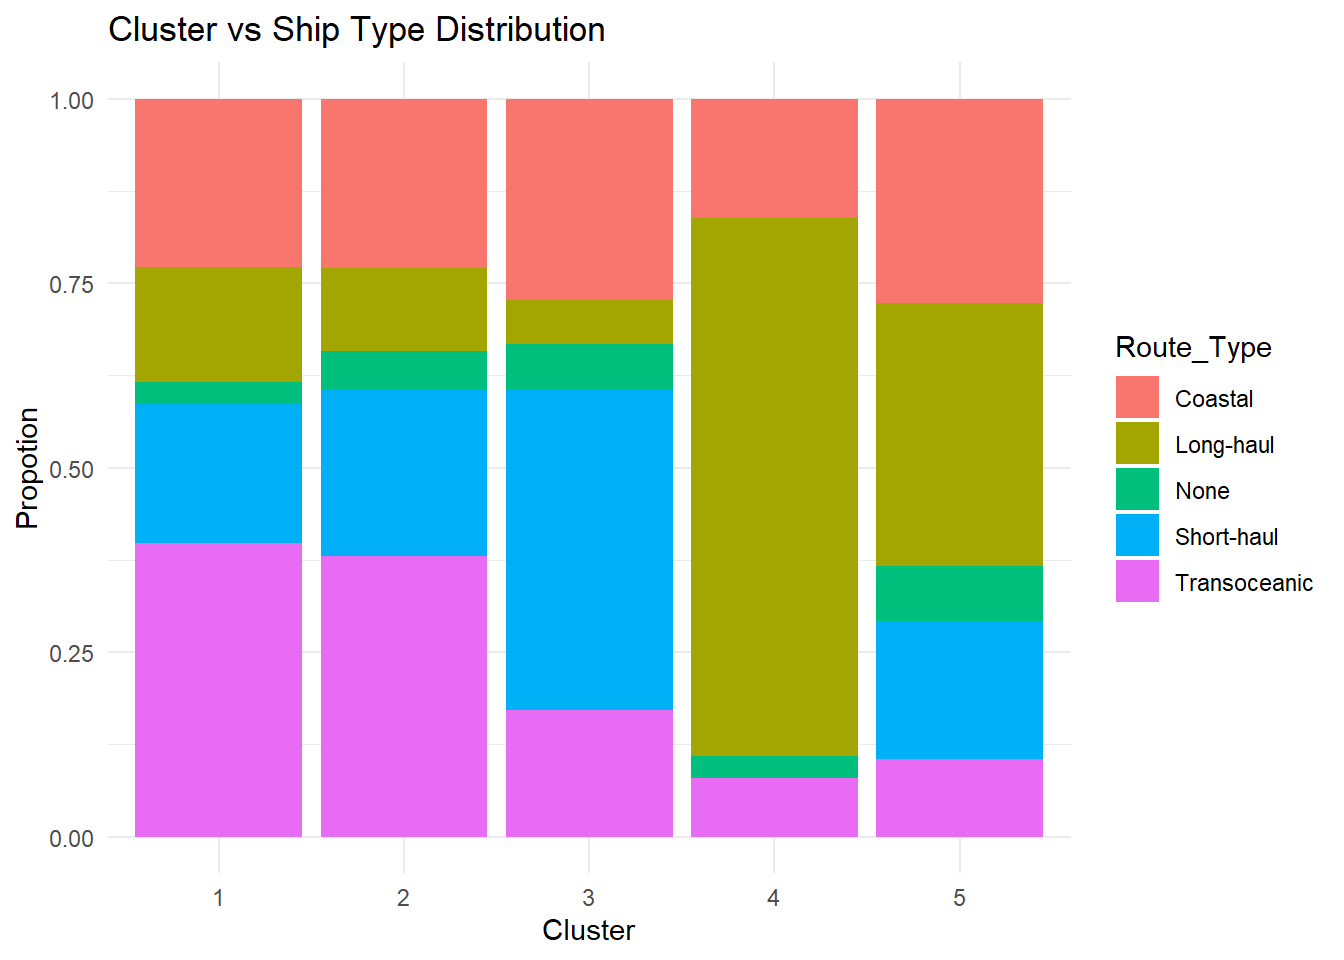 Cluster vs Ship Type Distribution
1.00
0.75
0.50
0.25
0.00
Propotion
1 2 3 4 5
Cluster
Route_Type
Coastal
Long-haul
None
Short-haul
Transoceanic